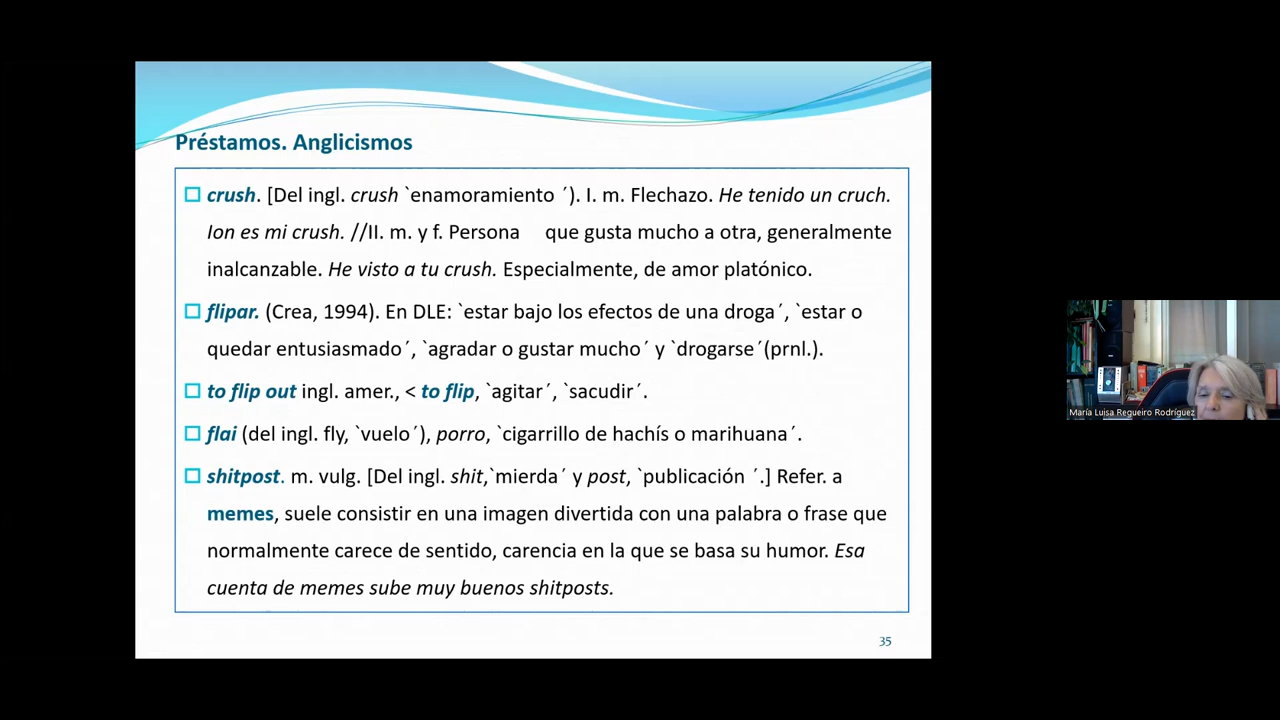 Préstamos. Anglicismos
crush. [Del ingl. crush `enamoramiento ´). I. m. Flechazo. He tenido un cruch.
Ion es mi crush. //II. m. y f. Persona que gusta mucho a otra, generalmente
inalcanzable. He visto a tu crush. Especialmente, de amor platónico.
flipar. (Crea, 1994). En DLE: `estar bajo los efectos de una droga´, `estar o
quedar entusiasmado´, `agradar o gustar mucho´ y `drogarse´(prnl.).
to flip out ingl. amer., < to flip, `agitar´, `sacudir´.
flai (del ingl. fly, `vuelo´), porro, `cigarrillo de hachís o marihuana´.
shitpost. m. vulg. [Del ingl. shit,`mierda´ y post, `publicación ´.] Refer. a
memes, suele consistir en una imagen divertida con una palabra o frase que
normalmente carece de sentido, carencia en la que se basa su humor. Esa
cuenta de memes sube muy buenos shitposts.
35
María Luisa Regueiro Rodríguez